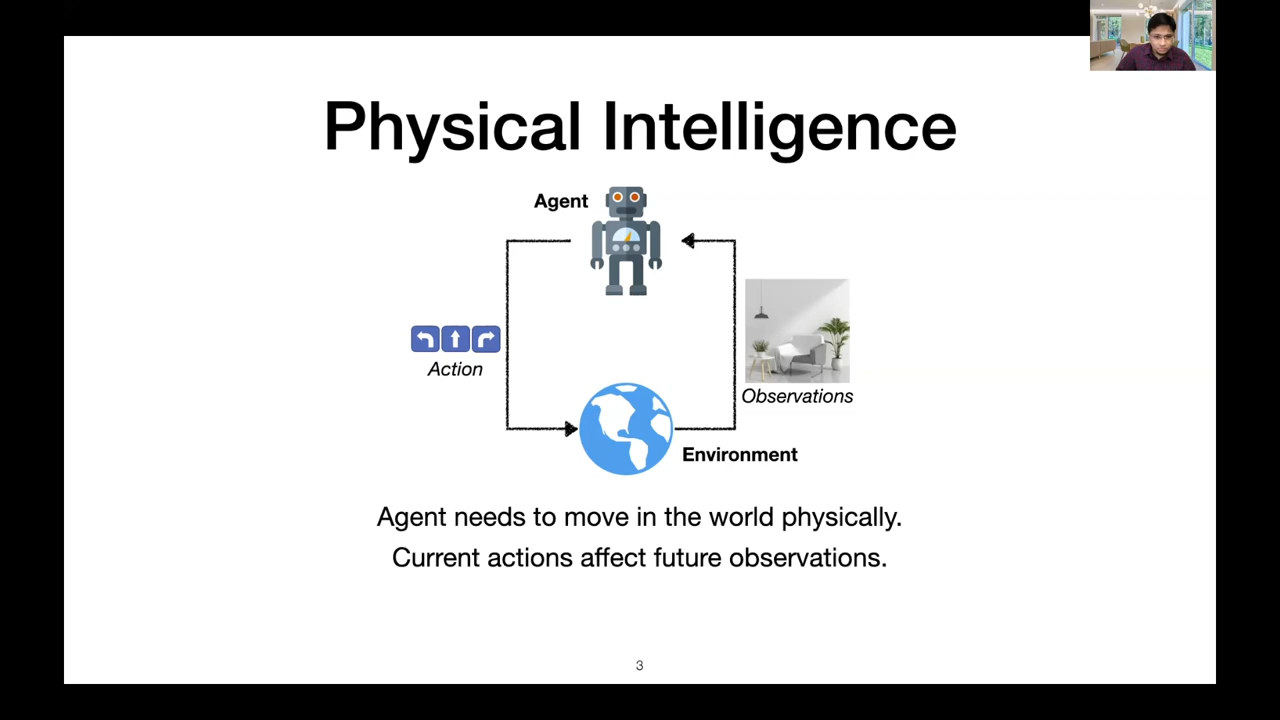 Physical Intelligence
Agent
Action
Observations
Environment
Agent needs to move in the world physically.
Current actions affect future observations.
3